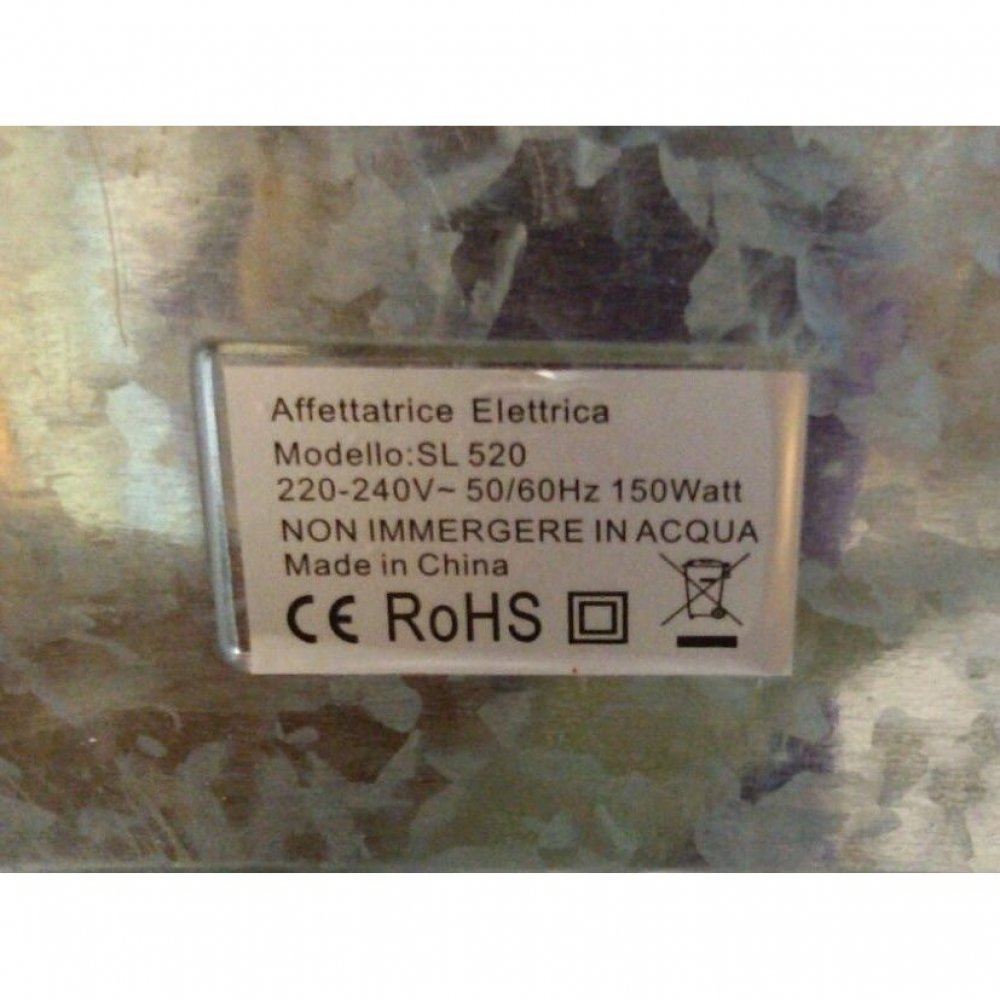 Affettatrice Elettrica
Modello:SL 520
220-240V~ 50/60Hz 150Watt
NON IMMERGERE IN ACQUA
Made in China
CE RoHS